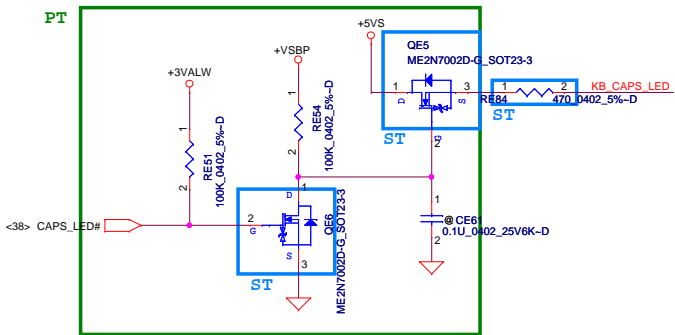 PT
+5VS
ST
QE5
ME2N7002D-G_SOT23-3
+VSBP
+3VALW
1
D
S
3
G
2
ST
1
2
RE84
470_0402_5%~D
KB_CAPS_LED
ST
1
2
RE54
100K_0402_5%~D
1
2
RE51
100K_0402_5%~D
<38>
CAPS_LED#
2
G
D
1
S
3
QE6
ME2N7002D-G_SOT23-3
ST
1
2
@ CE61
0.1U_0402_25V6K~D